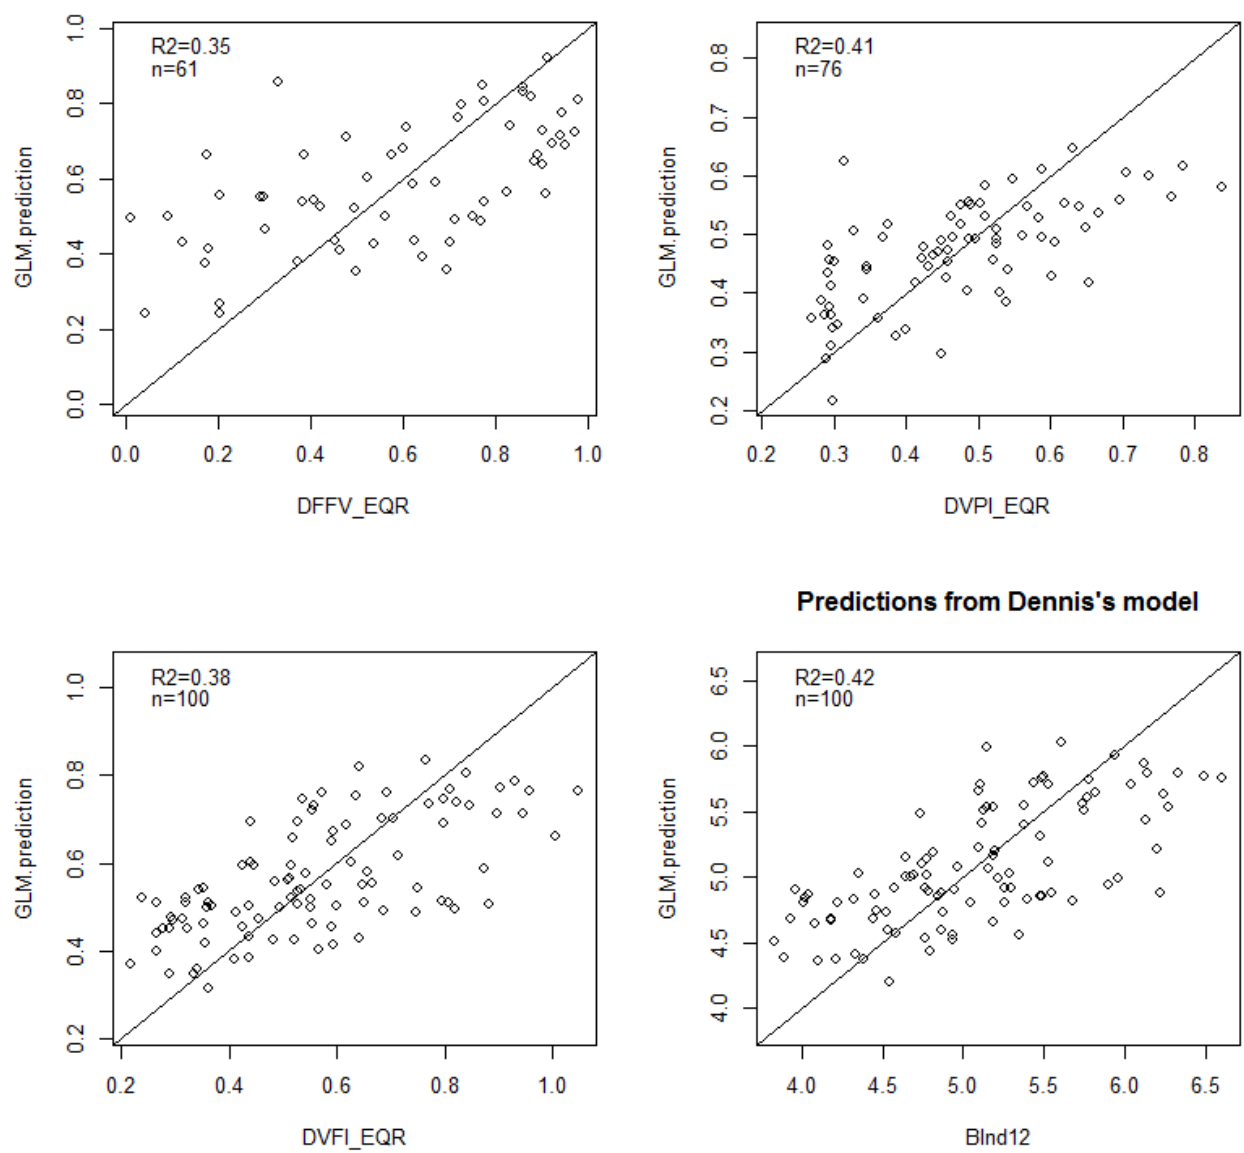 R2=0.35
n=61
GLM.prediction
0.0 0.2 0.4 0.6 0.8 1.0
0.0 0.2 0.4 0.6 0.8 1.0
DFFV_EQR
R2=0.41
n=76
GLM.prediction
0.2 0.3 0.4 0.5 0.6 0.7 0.8
0.2 0.3 0.4 0.5 0.6 0.7 0.8
DVPI_EQR
R2=0.38
n=100
GLM.prediction
0.2 0.4 0.6 0.8 1.0
0.2 0.4 0.6 0.8 1.0
DVFI_EQR
Predictions from Dennis's model
R2=0.42
n=100
GLM.prediction
4.0 4.5 5.0 5.5 6.0 6.5
4.0 4.5 5.0 5.5 6.0 6.5
BInd12